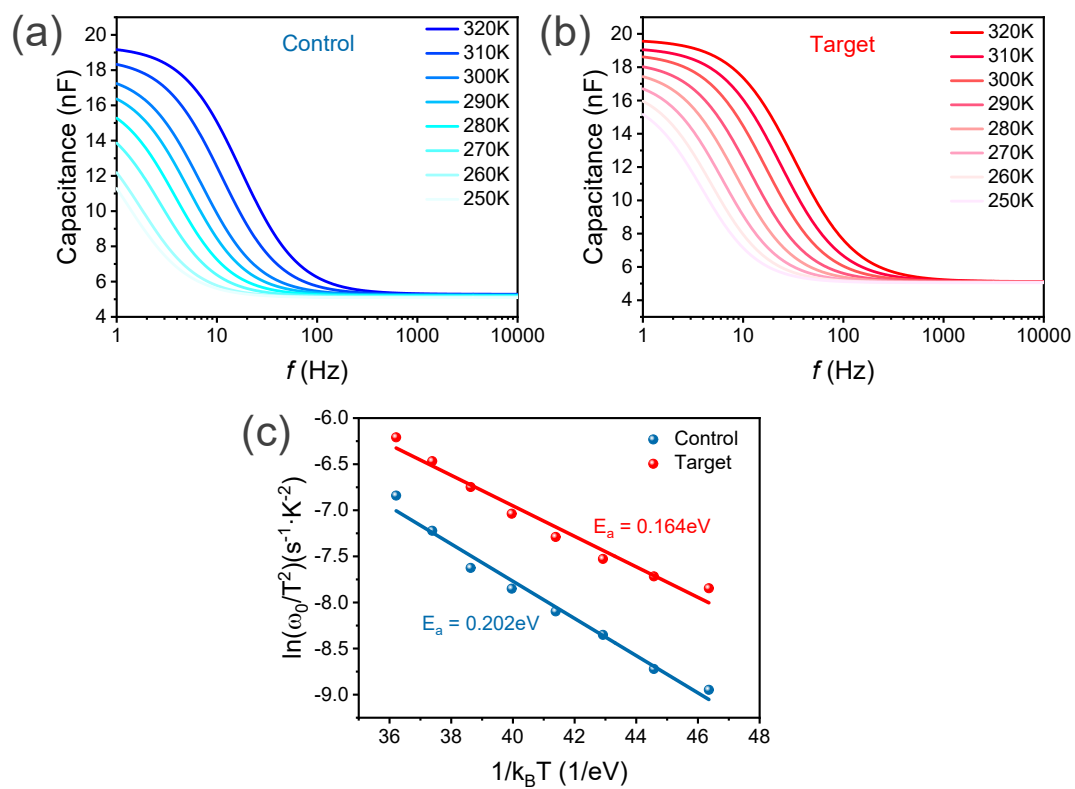 (a)
Control
320K
310K
300K
290K
280K
270K
260K
250K
20
18
16
14
12
10
8
6
4
Capacitance (nF)
1
10
100
1000
10000
f (Hz)
(b)
Target
320K
310K
300K
290K
280K
270K
260K
250K
20
18
16
14
12
10
8
6
4
Capacitance (nF)
1
10
100
1000
10000
f (Hz)
(c)
Control
Target
-6.0
-6.5
-7.0
-7.5
-8.0
-8.5
-9.0
ln(ω₀/T²)(s⁻¹·K⁻²)
Eₐ = 0.164eV
Eₐ = 0.202eV
36
38
40
42
44
46
48
1/k_BT (1/eV)